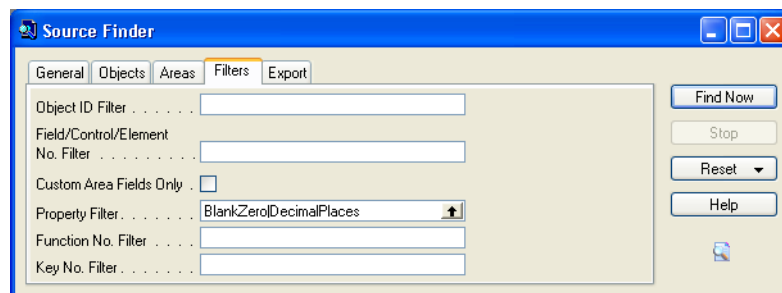 Source Finder
General Objects Areas Filters Export
Object ID Filter . . . . . .
Field/Control/Element
No. Filter . . . . . . . . .
Custom Area Fields Only .
Property Filter . . . . . . . BlankZero|DecimalPlaces
Function No. Filter . . . .
Key No. Filter . . . . . . .
Find Now
Stop
Reset
Help